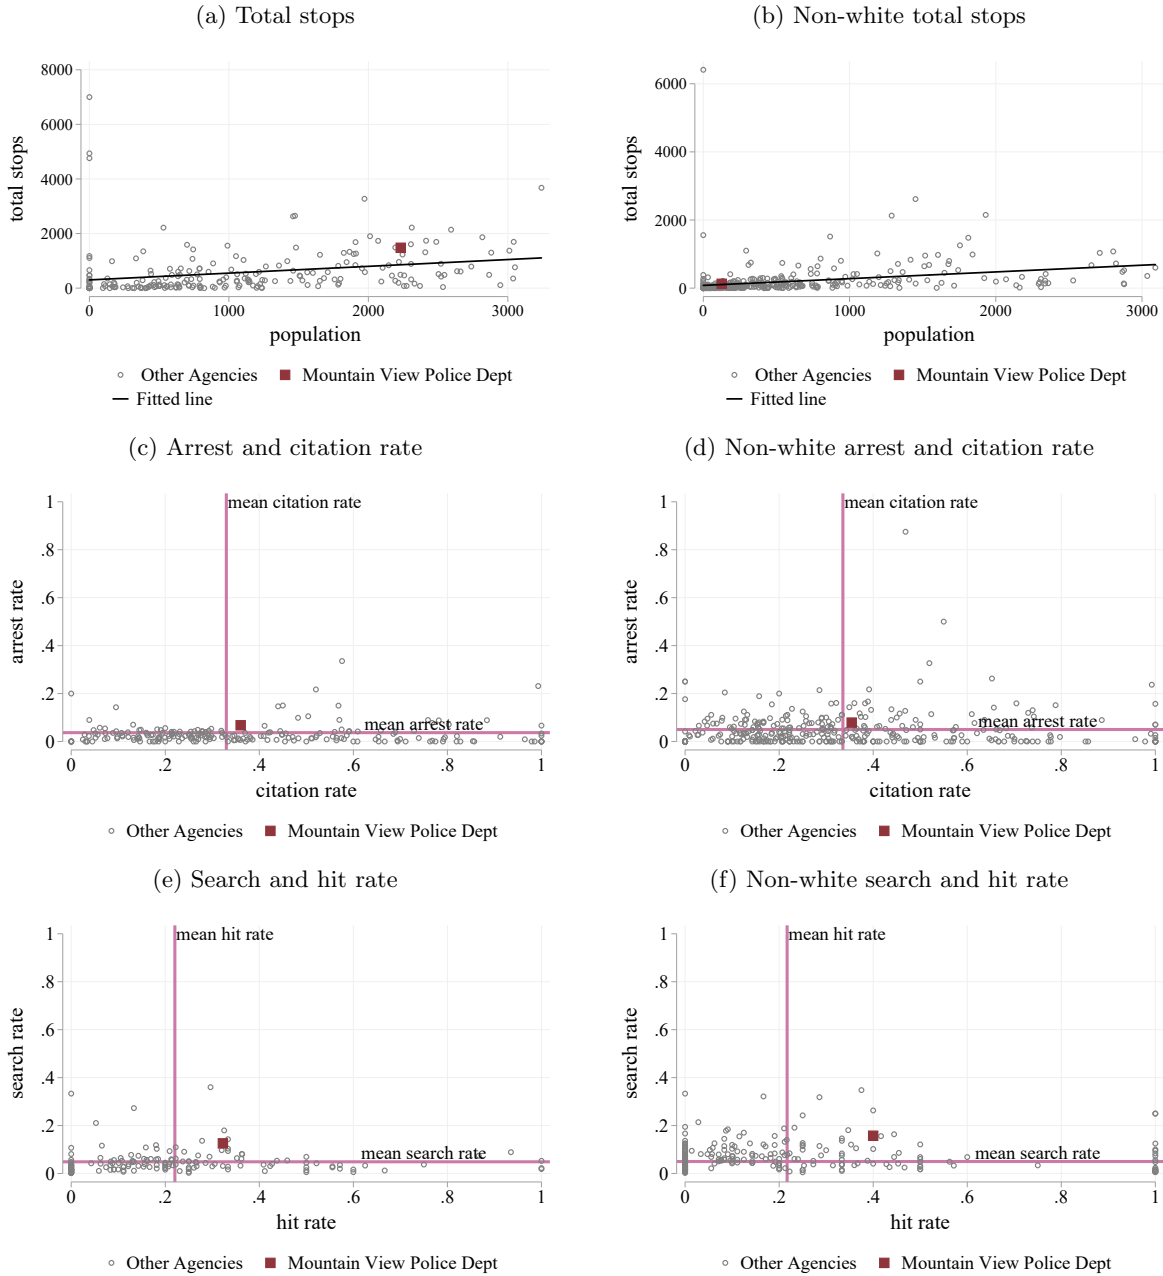 (a) Total stops
(b) Non-white total stops
8000
6000
4000
2000
0
total stops
0
1000
2000
3000
population
Other Agencies
Mountain View Police Dept
Fitted line
6000
4000
2000
0
total stops
0
1000
2000
3000
population
Other Agencies
Mountain View Police Dept
Fitted line
(c) Arrest and citation rate
(d) Non-white arrest and citation rate
1
.8
.6
.4
.2
0
arrest rate
mean citation rate
mean arrest rate
0
.2
.4
.6
.8
1
citation rate
Other Agencies
Mountain View Police Dept
1
.8
.6
.4
.2
0
arrest rate
mean citation rate
mean arrest rate
0
.2
.4
.6
.8
1
citation rate
Other Agencies
Mountain View Police Dept
(e) Search and hit rate
(f) Non-white search and hit rate
1
.8
.6
.4
.2
0
search rate
mean hit rate
mean search rate
0
.2
.4
.6
.8
1
hit rate
Other Agencies
Mountain View Police Dept
1
.8
.6
.4
.2
0
search rate
mean hit rate
mean search rate
0
.2
.4
.6
.8
1
hit rate
Other Agencies
Mountain View Police Dept